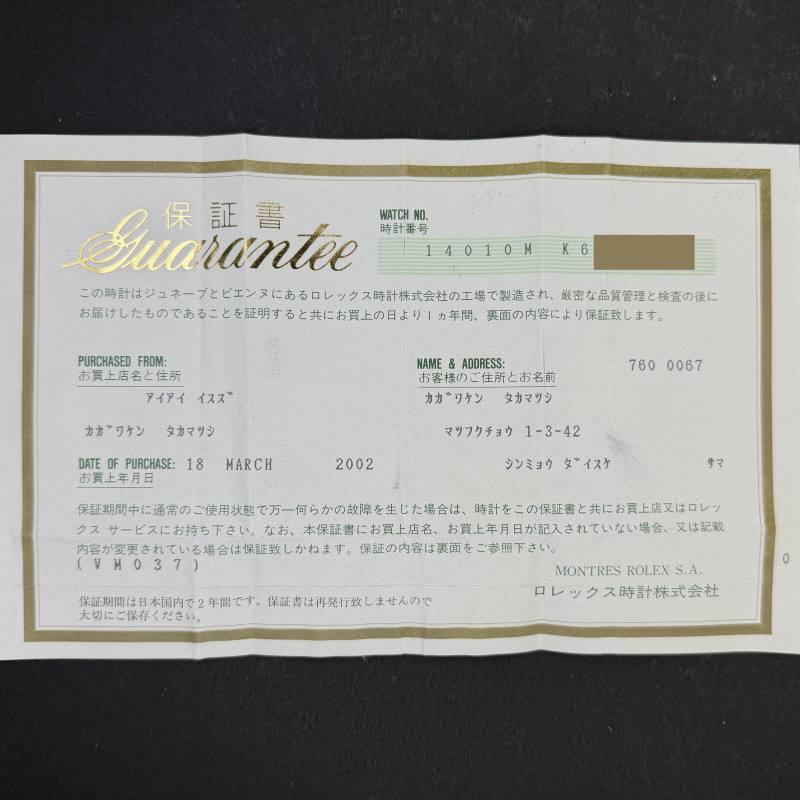 保証書
Guarantee
WATCH NO.
時計番号
14010M K6
この時計はジュネーブとビエンヌにあるロレックス時計株式会社の工場で製造され、厳密な品質管理と検査の後に
お届けしたものであることを証明すると共にお買上の日より1ヵ年間、裏面の内容により保証致します。
PURCHASED FROM:
お買上店名と住所
アイアイ イスズ
カガワケン タカマツシ
NAME & ADDRESS:
お客様のご住所とお名前
760 0067
カガワケン タカマツシ
マツフクチョウ 1-3-42
シンミョウ ダイスケ サマ
DATE OF PURCHASE: 18 MARCH 2002
お買上年月日
保証期間中に通常のご使用状態で万一何らかの故障を生じた場合は、時計をこの保証書と共にお買上店又はロレッ
クス サービスにお持ち下さい。なお、本保証書にお買上店名、お買上年月日が記入されていない場合、又は記載
内容が変更されている場合は保証致しかねます。保証の内容は裏面をご参照下さい。
(VM037)
MONTRES ROLEX S.A.
ロレックス時計株式会社
保証期間は日本国内で2年間です。保証書は再発行致しませんので
大切にご保存ください。
0